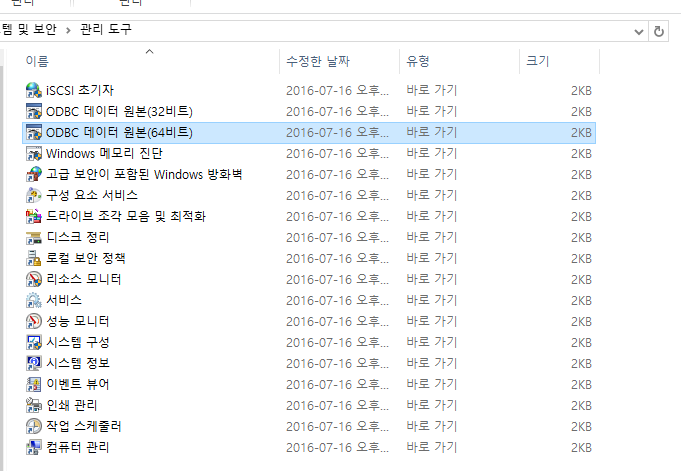 관리 관리
템 및 보안 > 관리 도구
이름 수정한 날짜 유형 크기
iSCSI 초기자 2016-07-16 오후... 바로 가기 2KB
ODBC 데이터 원본(32비트) 2016-07-16 오후... 바로 가기 2KB
ODBC 데이터 원본(64비트) 2016-07-16 오후... 바로 가기 2KB
Windows 메모리 진단 2016-07-16 오후... 바로 가기 2KB
고급 보안이 포함된 Windows 방화벽 2016-07-16 오후... 바로 가기 2KB
구성 요소 서비스 2016-07-16 오후... 바로 가기 2KB
드라이브 조각 모음 및 최적화 2016-07-16 오후... 바로 가기 2KB
디스크 정리 2016-07-16 오후... 바로 가기 2KB
로컬 보안 정책 2016-07-16 오후... 바로 가기 2KB
리소스 모니터 2016-07-16 오후... 바로 가기 2KB
서비스 2016-07-16 오후... 바로 가기 2KB
성능 모니터 2016-07-16 오후... 바로 가기 2KB
시스템 구성 2016-07-16 오후... 바로 가기 2KB
시스템 정보 2016-07-16 오후... 바로 가기 2KB
이벤트 뷰어 2016-07-16 오후... 바로 가기 2KB
인쇄 관리 2016-07-16 오후... 바로 가기 2KB
작업 스케줄러 2016-07-16 오후... 바로 가기 2KB
컴퓨터 관리 2016-07-16 오후... 바로 가기 2KB